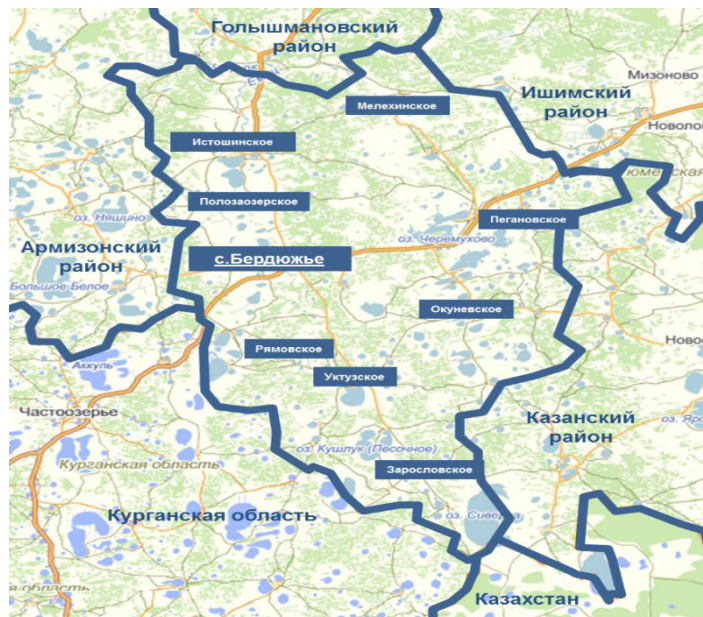 Голышмановский
район
Мелехинское
Ишимский
район
Мизоново
Истошинское
Полозаозерское
оз. Няшино
Армизонский
район
Большое Белое
с.Бердюжье
оз. Черемухово
Пегановское
Окуневское
Рямовское
Уктузское
Аккуль
Частоозерье
Казанский
район
оз. Кушлук (Песочное)
Курганская область
Зарословское
Курганская область
Казахстан